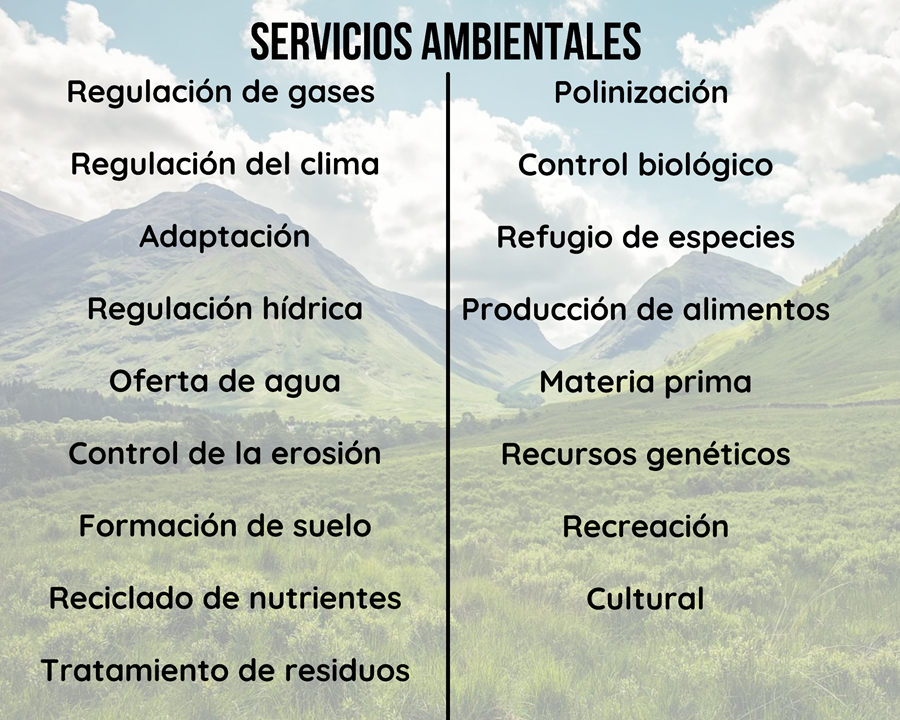 SERVICIOS AMBIENTALES
Regulación de gases
Regulación del clima
Adaptación
Regulación hídrica
Oferta de agua
Control de la erosión
Formación de suelo
Reciclado de nutrientes
Tratamiento de residuos
Polinización
Control biológico
Refugio de especies
Producción de alimentos
Materia prima
Recursos genéticos
Recreación
Cultural